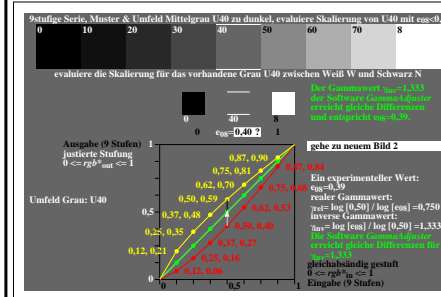 9stufige Serie, Muster & Umfeld Mittelgrau U40 zu dunkel, evaluiere Skalierung von U40 mit e₀₈<0.
0 10 20 30 40 50 60 70 8
evaluiere die Skalierung für das vorhandene Grau U40 zwischen Weiß W und Schwarz N
0 40 8
0 e₀₈=0,40 ? 1
Der Gammawert γinv=1,333
der Software GammaAdjuster
erreicht gleiche Differenzen
und entspricht e₀₈=0,39.
Ausgabe (9 Stufen)
justierte Stufung
0 <= rgb*out <= 1
gehe zu neuem Bild 2
Umfeld Grau: U40
1
0,5
0
0,5
1
0,87, 0,90
0,75, 0,81
0,62, 0,70
0,50, 0,59
0,37, 0,48
0,25, 0,35
0,12, 0,21
0,87, 0,84
0,75, 0,68
0,62, 0,53
0,50, 0,40
0,37, 0,27
0,25, 0,16
0,12, 0,06
Ein experimenteller Wert:
e₀₈=0,39
realer Gammawert:
γrel= log [0,50] / log [e₀₈] =0,750
inverse Gammawert:
γinv= log [e₀₈] / log [0,50] =1,333
Die Software GammaAdjuster
erreicht gleiche Differenzen für
γinv=1,333
gleichabständig gestuft
0 <= rgb*in <= 1
Eingabe (9 Stufen)